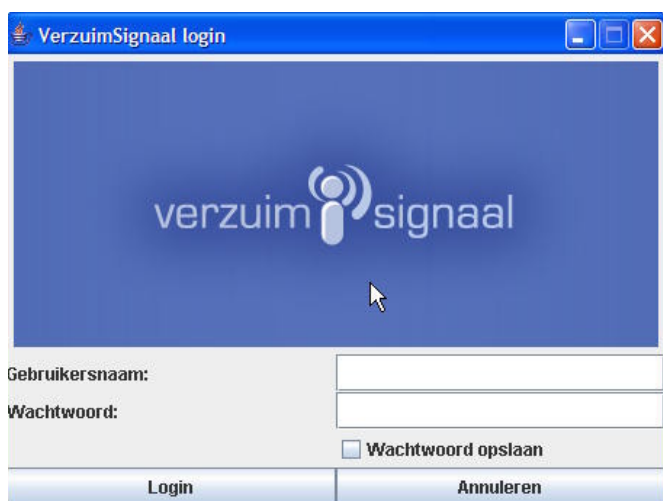 VerzuimSignaal login
verzuim signaal
Gebruikersnaam:
Wachtwoord:
Wachtwoord opslaan
Login Annuleren